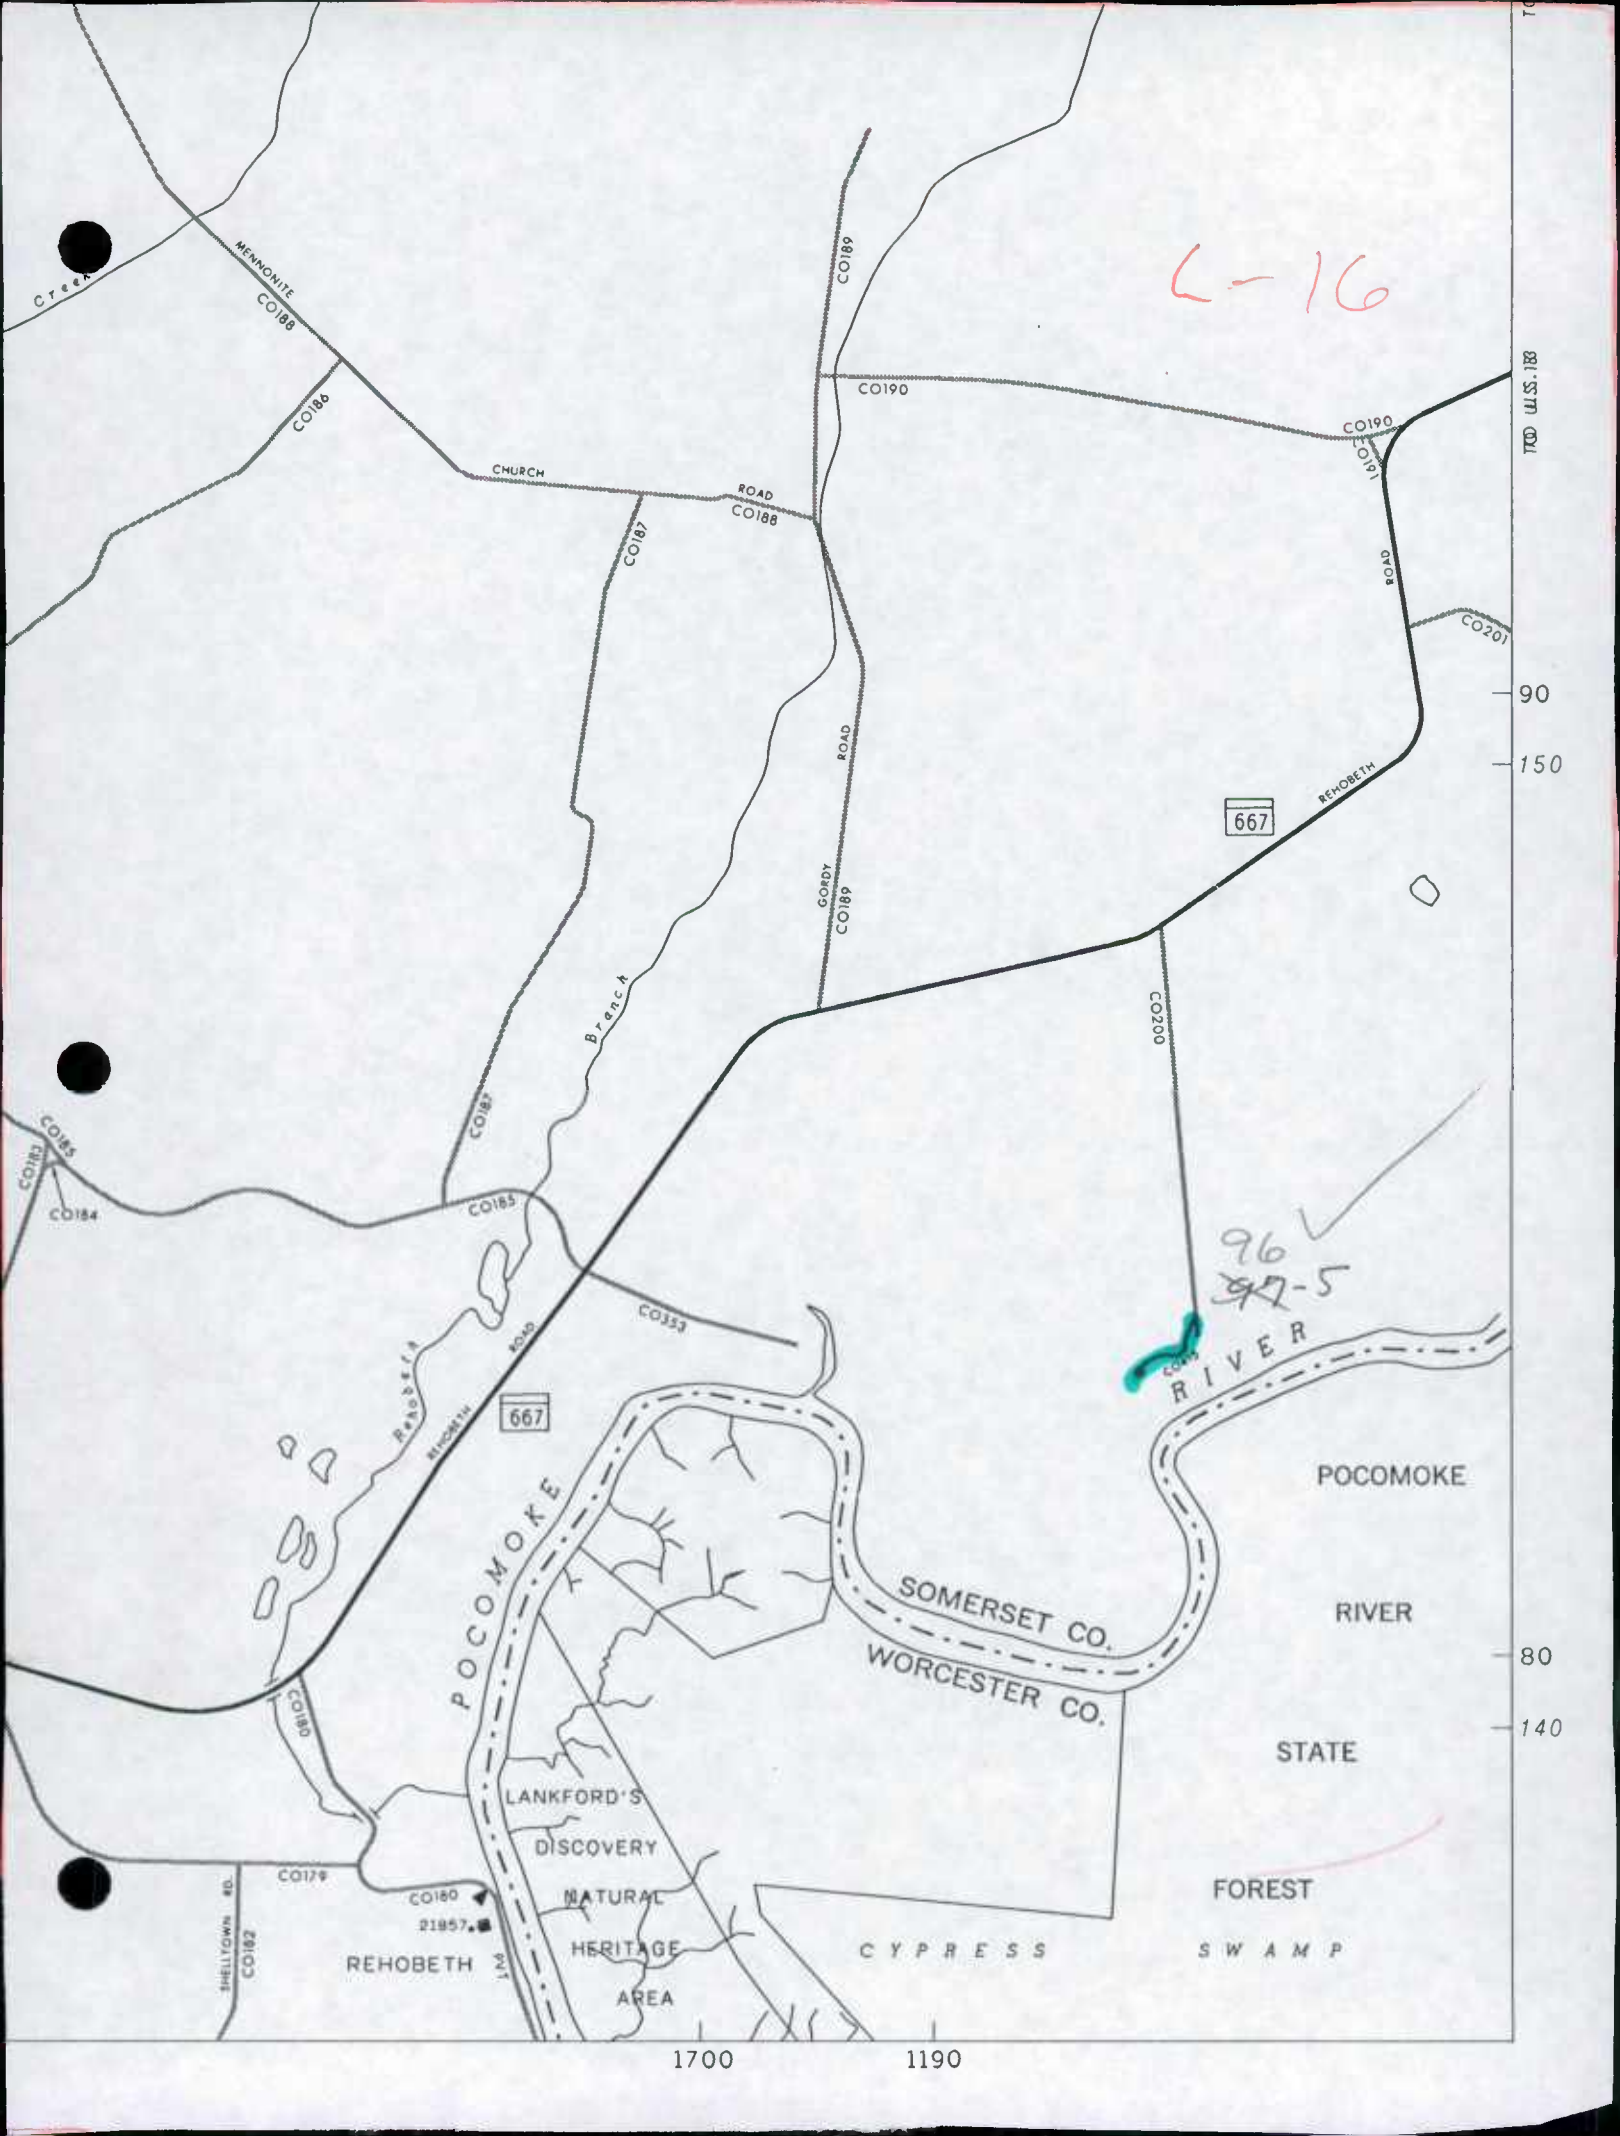 Creek
MENNONITE
CO188
CO189
L-16
CO186
CO190
CO190
CO191
CHURCH
ROAD
CO188
CO187
ROAD
CO201
90
150
ROAD
REHOBETH
667
GORDY
CO189
Branch
CO200
CO187
CO185
CO183
CO184
CO185
96
97-5
CO353
ROAD
RIVER
Rehobeth
REHOBETH
667
POCOMOKE
POCOMOKE
SOMERSET CO.
WORCESTER CO.
RIVER
80
140
CO180
STATE
LANKFORD'S
DISCOVERY
NATURAL
HERITAGE
AREA
CO179
CO180
21857
SHELLTOWN RD.
CO182
REHOBETH
PVT
FOREST
CYPRESS SWAMP
1700
1190